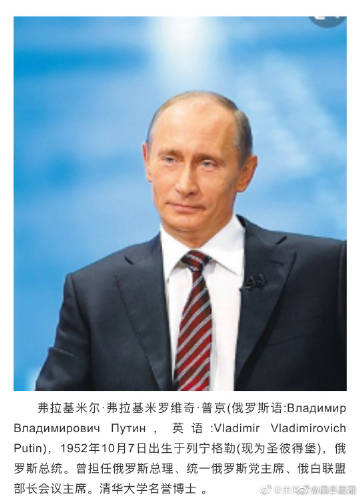 弗拉基米尔·弗拉基米罗维奇·普京(俄罗斯语:Владимир
Владимирович Путин, 英语:Vladimir Vladimirovich
Putin)，1952年10月7日出生于列宁格勒(现为圣彼得堡)，俄
罗斯总统。曾担任俄罗斯总理、统一俄罗斯党主席、俄白联盟
部长会议主席。清华大学名誉博士 。